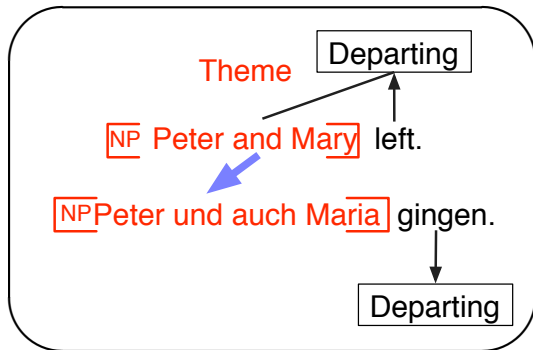 Departing
Theme
NP Peter and Mary left.
NP Peter und auch Maria gingen.
Departing